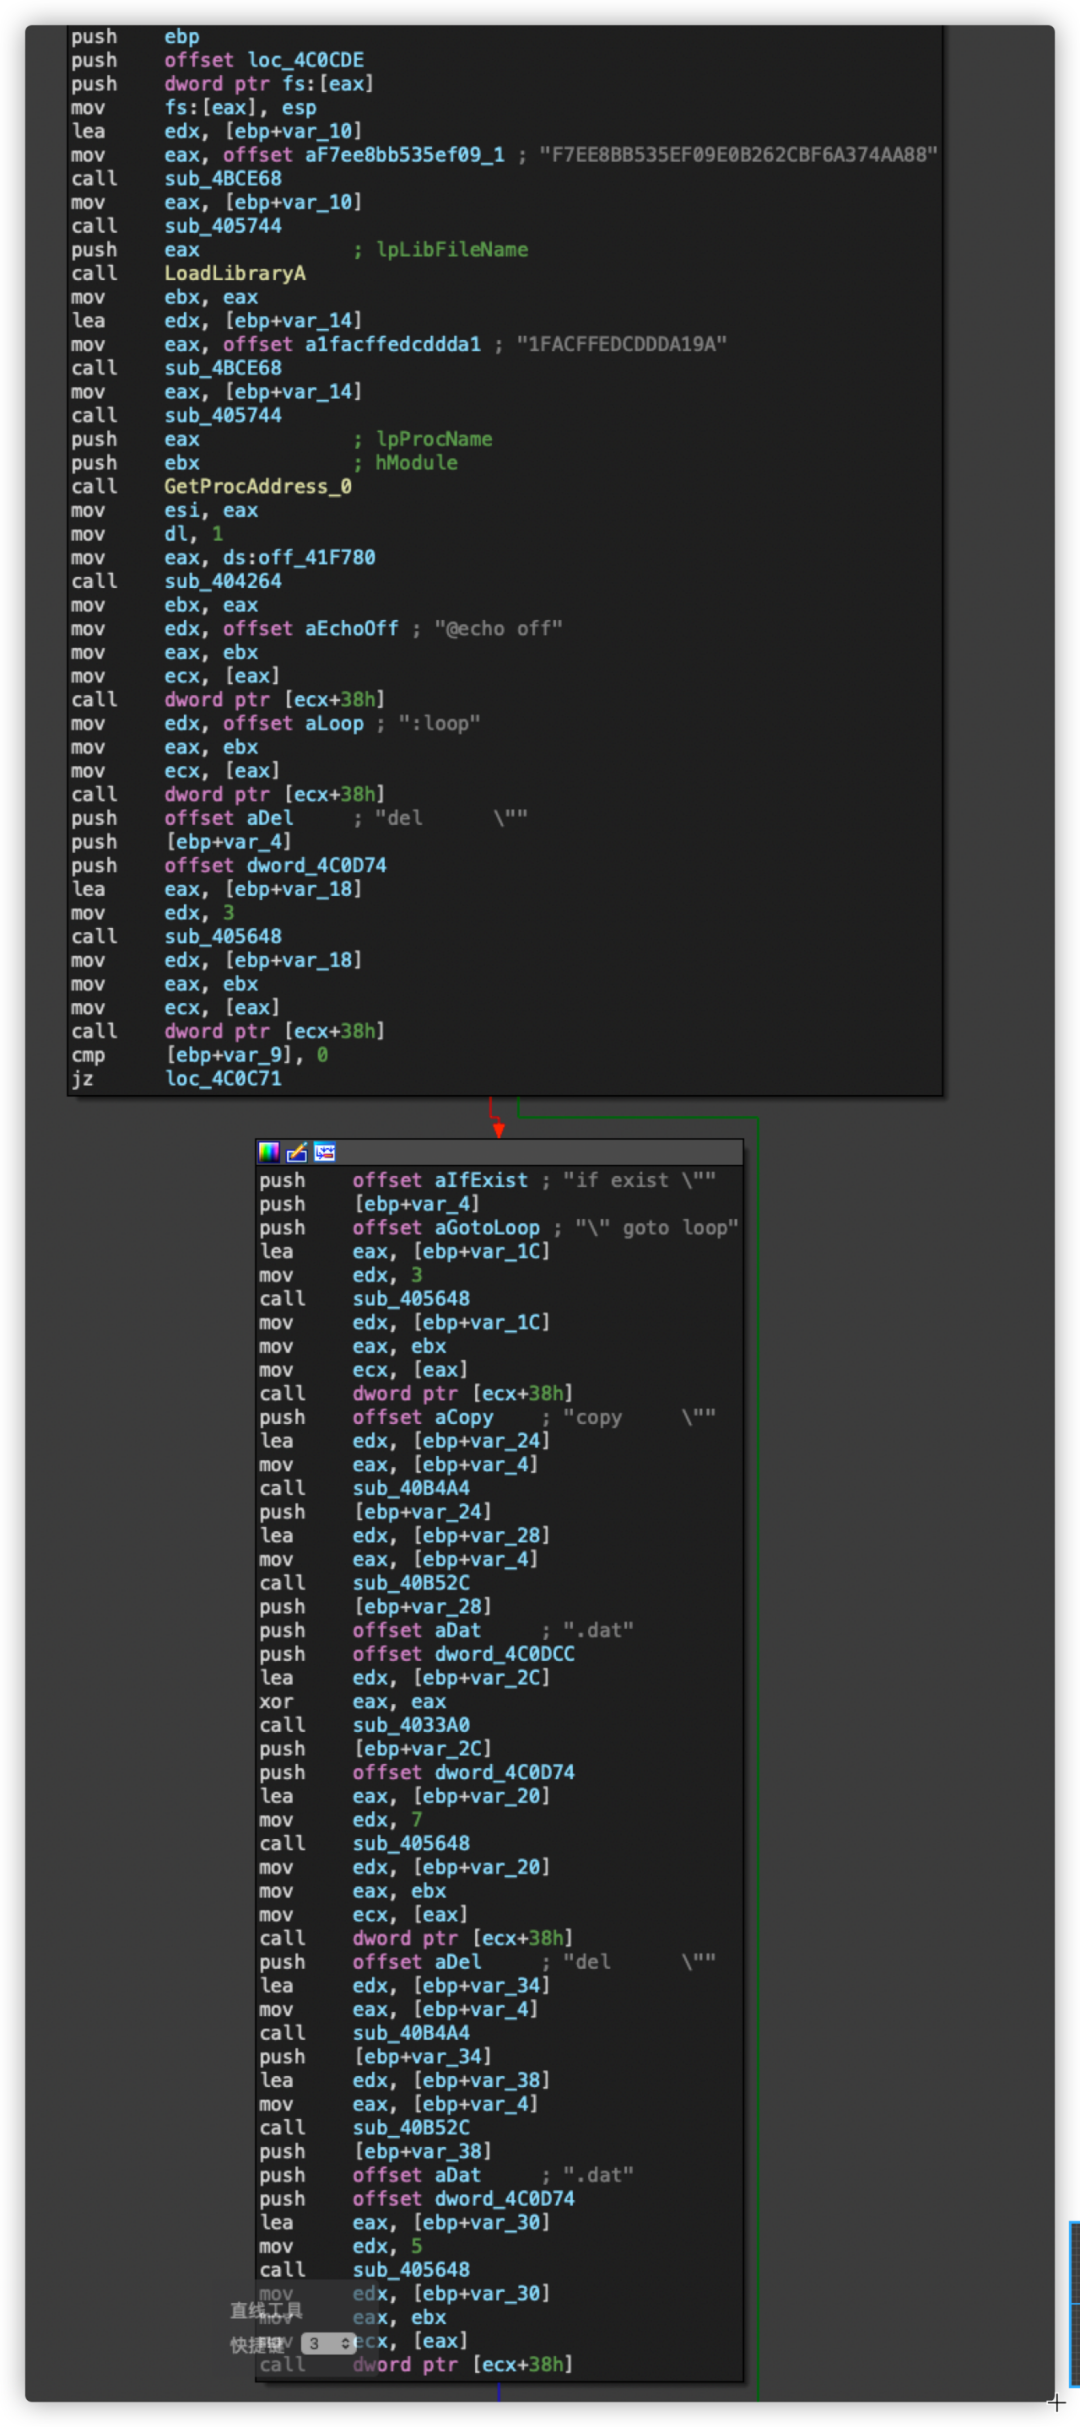 push ebp
push offset loc_4C0CDE
push dword ptr fs:[eax]
mov fs:[eax], esp
lea edx, [ebp+var_10]
mov eax, offset aF7ee8bb535ef09_1 ; "F7EE8BB535EF09E0B262CBF6A374AA88"
call sub_4BCE68
mov eax, [ebp+var_10]
call sub_405744
push eax ; lpLibFileName
call LoadLibraryA
mov ebx, eax
lea edx, [ebp+var_14]
mov eax, offset a1facffedcddda1 ; "1FACFFEDCDDDA19A"
call sub_4BCE68
mov eax, [ebp+var_14]
call sub_405744
push eax ; lpProcName
push ebx ; hModule
call GetProcAddress_0
mov esi, eax
mov dl, 1
mov eax, ds:off_41F780
call sub_404264
mov ebx, eax
mov edx, offset aEchoOff ; "@echo off"
mov eax, ebx
mov ecx, [eax]
call dword ptr [ecx+38h]
mov edx, offset aLoop ; ":loop"
mov eax, ebx
mov ecx, [eax]
call dword ptr [ecx+38h]
push offset aDel ; "del \""
push [ebp+var_4]
push offset dword_4C0D74
lea eax, [ebp+var_18]
mov edx, 3
call sub_405648
mov edx, [ebp+var_18]
mov eax, ebx
mov ecx, [eax]
call dword ptr [ecx+38h]
cmp [ebp+var_9], 0
jz loc_4C0C71
push offset aIfExist ; "if exist \""
push [ebp+var_4]
push offset aGotoLoop ; "\" goto loop"
lea eax, [ebp+var_1C]
mov edx, 3
call sub_405648
mov edx, [ebp+var_1C]
mov eax, ebx
mov ecx, [eax]
call dword ptr [ecx+38h]
push offset aCopy ; "copy \""
lea edx, [ebp+var_24]
mov eax, [ebp+var_4]
call sub_40B4A4
push [ebp+var_24]
lea edx, [ebp+var_28]
mov eax, [ebp+var_4]
call sub_40B52C
push [ebp+var_28]
push offset aDat ; ".dat"
push offset dword_4C0DCC
lea edx, [ebp+var_2C]
xor eax, eax
call sub_4033A0
push [ebp+var_2C]
push offset dword_4C0D74
lea eax, [ebp+var_20]
mov edx, 7
call sub_405648
mov edx, [ebp+var_20]
mov eax, ebx
mov ecx, [eax]
call dword ptr [ecx+38h]
push offset aDel ; "del \""
lea edx, [ebp+var_34]
mov eax, [ebp+var_4]
call sub_40B4A4
push [ebp+var_34]
lea edx, [ebp+var_38]
mov eax, [ebp+var_4]
call sub_40B52C
push [ebp+var_38]
push offset aDat ; ".dat"
push offset dword_4C0D74
lea eax, [ebp+var_30]
mov edx, 5
call sub_405648
mov edx, [ebp+var_30]
直线工具
mov eax, ebx
快捷键 3
mov ecx, [eax]
call dword ptr [ecx+38h]